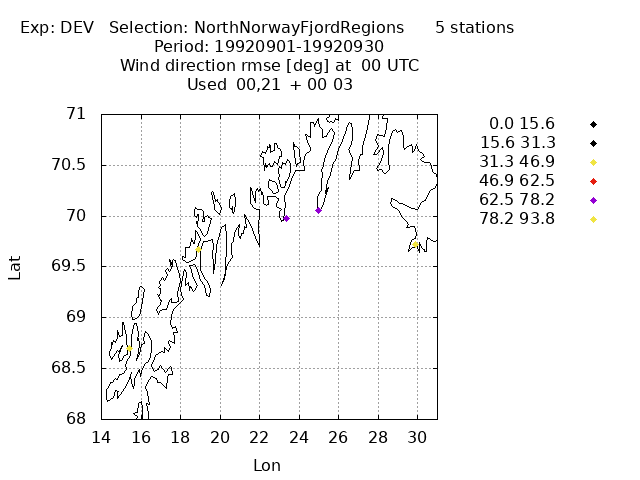 Exp: DEV   Selection: NorthNorwayFjordRegions      5 stations
Period: 19920901-19920930
Wind direction rmse [deg] at  00 UTC
Used  00,21  + 00 03
0.0 15.6
15.6 31.3
31.3 46.9
46.9 62.5
62.5 78.2
78.2 93.8
71
70.5
70
69.5
69
68.5
68
Lat
14 16 18 20 22 24 26 28 30
Lon